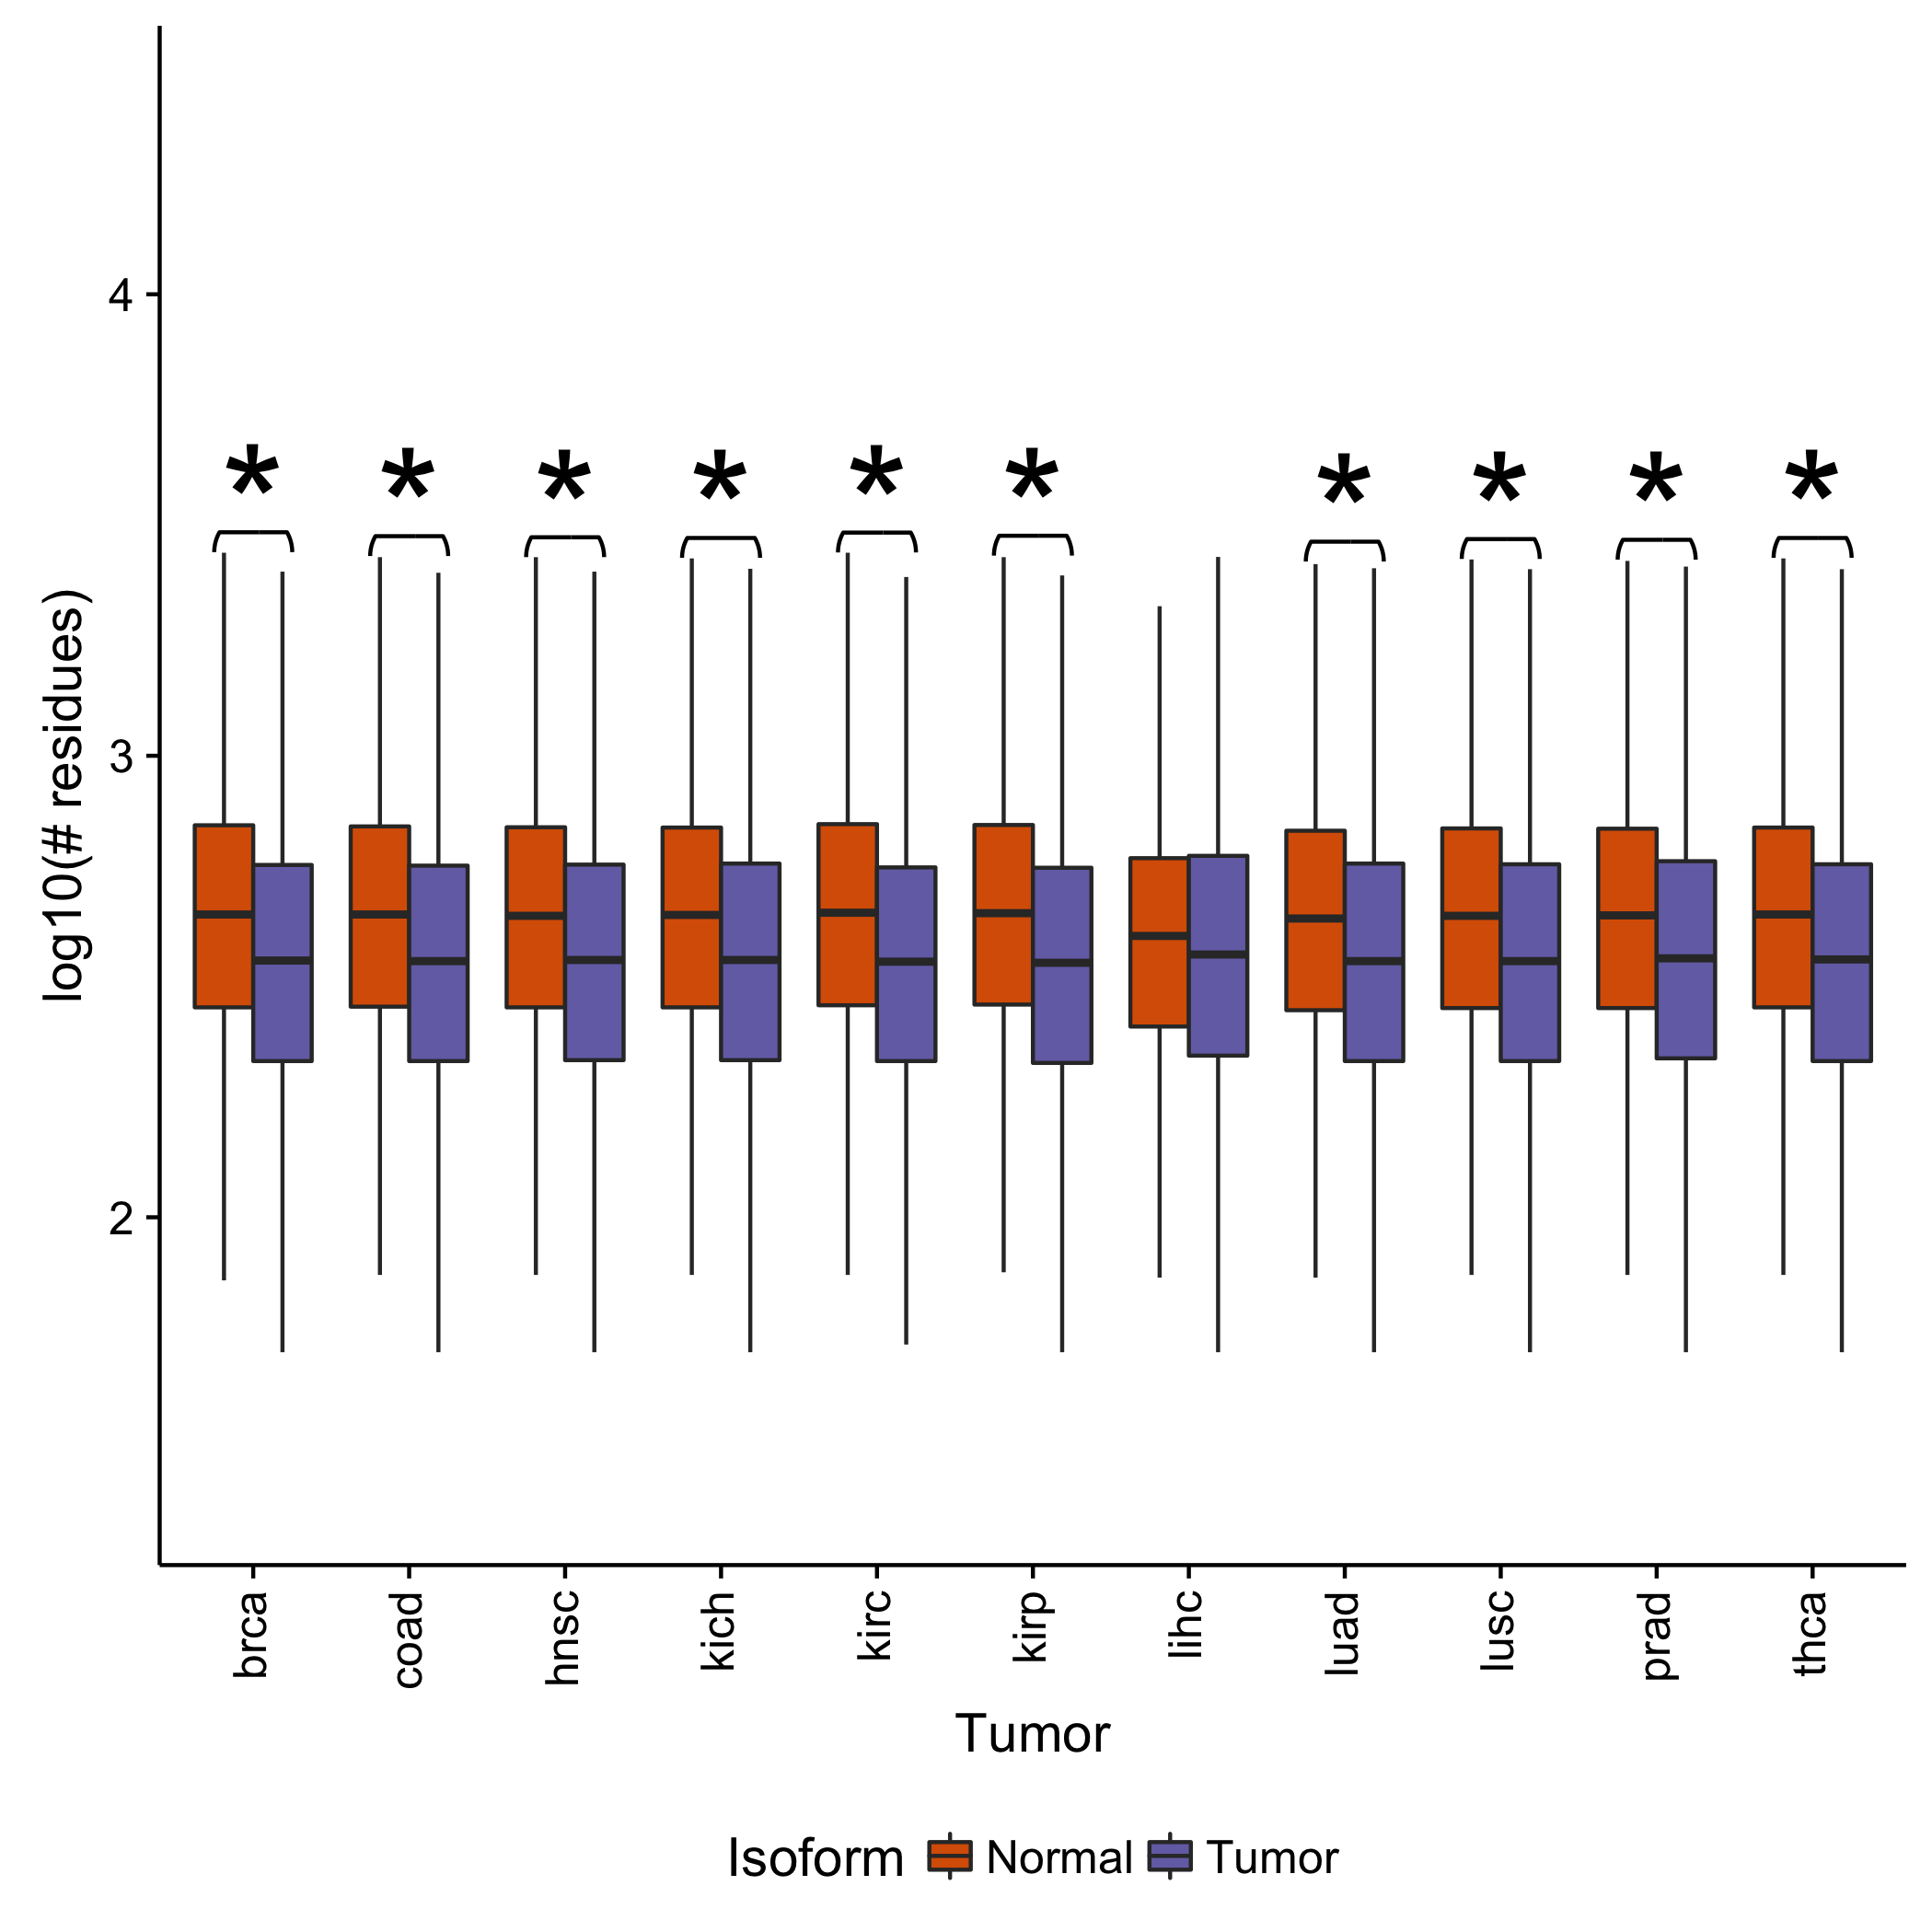 4
3
2
log10(# residues)
* * * * * * * * * *
brca coad hnsc kich kirc kirp lihc luad lusc prad thca
Tumor
Isoform Normal Tumor